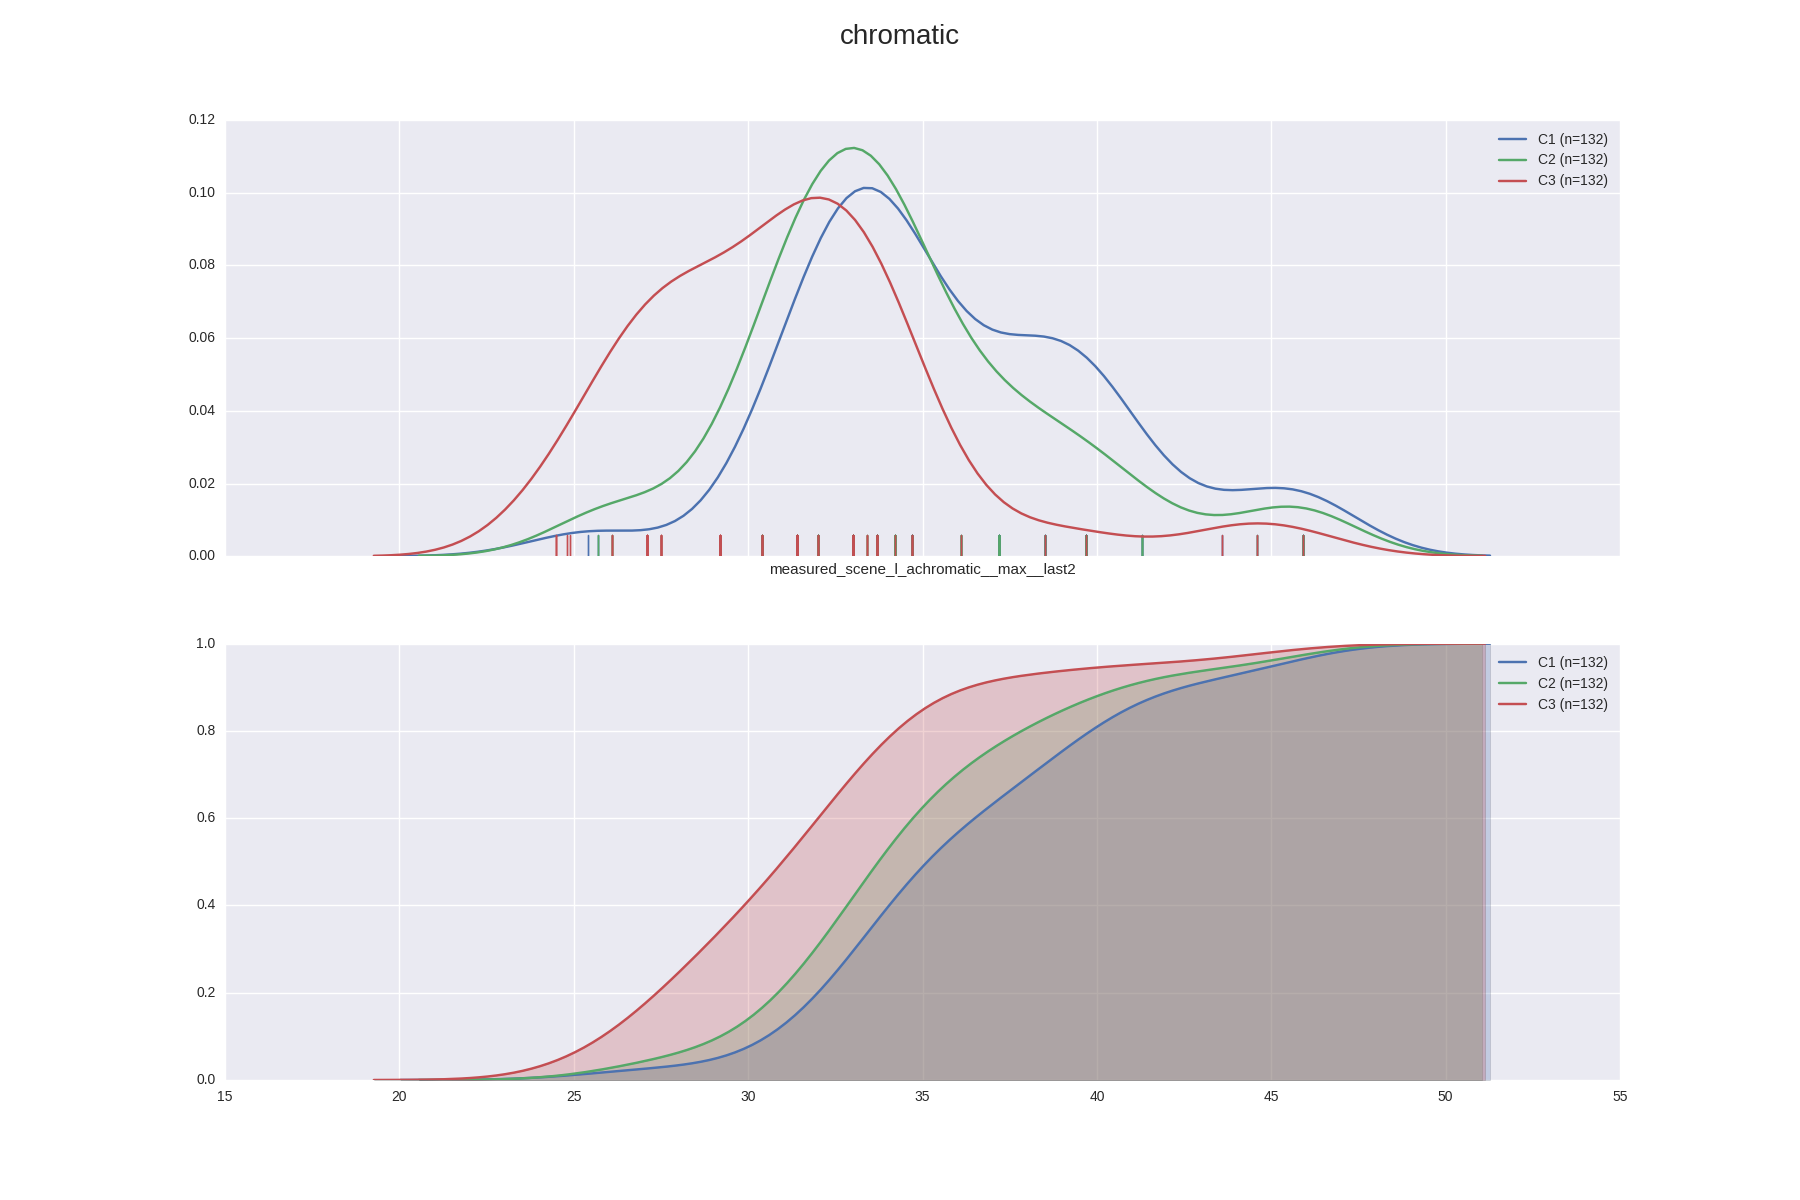 chromatic
0.12
0.10
0.08
0.06
0.04
0.02
0.00
C1 (n=132)
C2 (n=132)
C3 (n=132)
measured_scene_l_achromatic__max__last2
1.0
0.8
0.6
0.4
0.2
0.0
C1 (n=132)
C2 (n=132)
C3 (n=132)
15 20 25 30 35 40 45 50 55